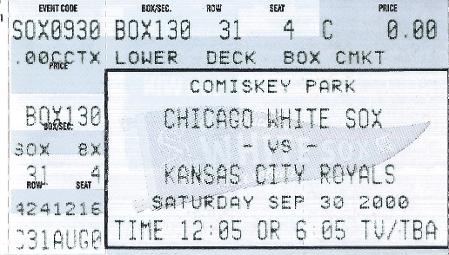 EVENT CODE BOX/SEC. ROW SEAT PRICE
SOX0930 BOX130 31 4 C 0.00
.00CCTX LOWER DECK BOX CMKT
PRICE
COMISKEY PARK
BOX130 CHICAGO WHITE SOX
BOX/SEC.
SOX 8X - VS -
31 4 KANSAS CITY ROYALS
ROW SEAT
4241216 SATURDAY SEP 30 2000
31AUG0 TIME 12:05 OR 6:05 TV/TBA